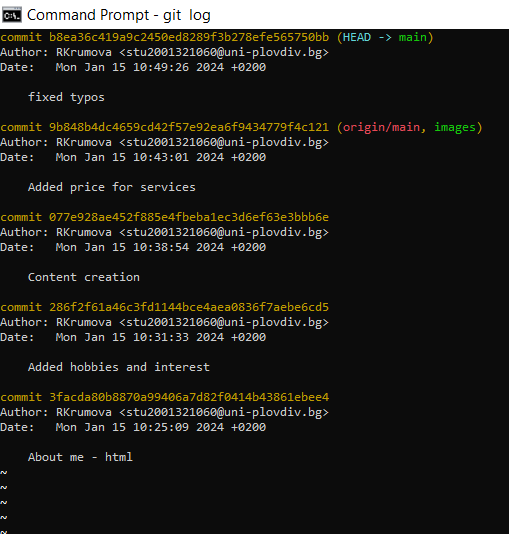 Command Prompt - git  log
commit b8ea36c419a9c2450ed8289f3b278efe565750bb (HEAD -> main)
Author: RKrumova <stu2001321060@uni-plovdiv.bg>
Date:   Mon Jan 15 10:49:26 2024 +0200
fixed typos
commit 9b848b4dc4659cd42f57e92ea6f9434779f4c121 (origin/main, images)
Author: RKrumova <stu2001321060@uni-plovdiv.bg>
Date:   Mon Jan 15 10:43:01 2024 +0200
Added price for services
commit 077e928ae452f885e4fbeba1ec3d6ef63e3bbb6e
Author: RKrumova <stu2001321060@uni-plovdiv.bg>
Date:   Mon Jan 15 10:38:54 2024 +0200
Content creation
commit 286f2f61a46c3fd1144bce4aea0836f7aebe6cd5
Author: RKrumova <stu2001321060@uni-plovdiv.bg>
Date:   Mon Jan 15 10:31:33 2024 +0200
Added hobbies and interest
commit 3facda80b8870a99406a7d82f0414b43861ebee4
Author: RKrumova <stu2001321060@uni-plovdiv.bg>
Date:   Mon Jan 15 10:25:09 2024 +0200
About me - html
~
~
~
~
~